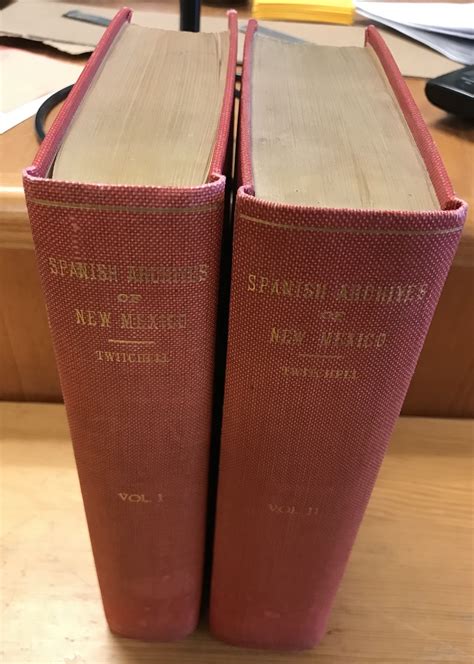 SPANISH ARCHIVES
OF
NEW MEXICO
TWITCHELL
VOL. I
SPANISH ARCHIVES
OF
NEW MEXICO
TWITCHELL
VOL. II